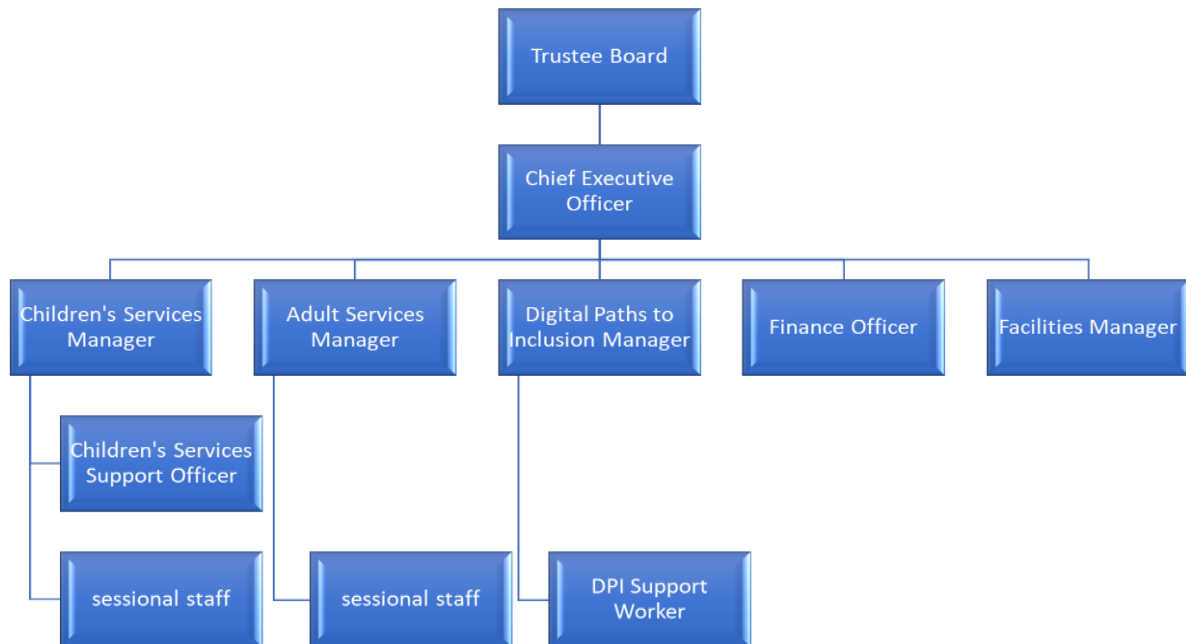 Trustee Board
Chief Executive
Officer
Children's Services
Manager
Adult Services
Manager
Digital Paths to
Inclusion Manager
Finance Officer
Facilities Manager
Children's Services
Support Officer
sessional staff
sessional staff
DPI Support
Worker